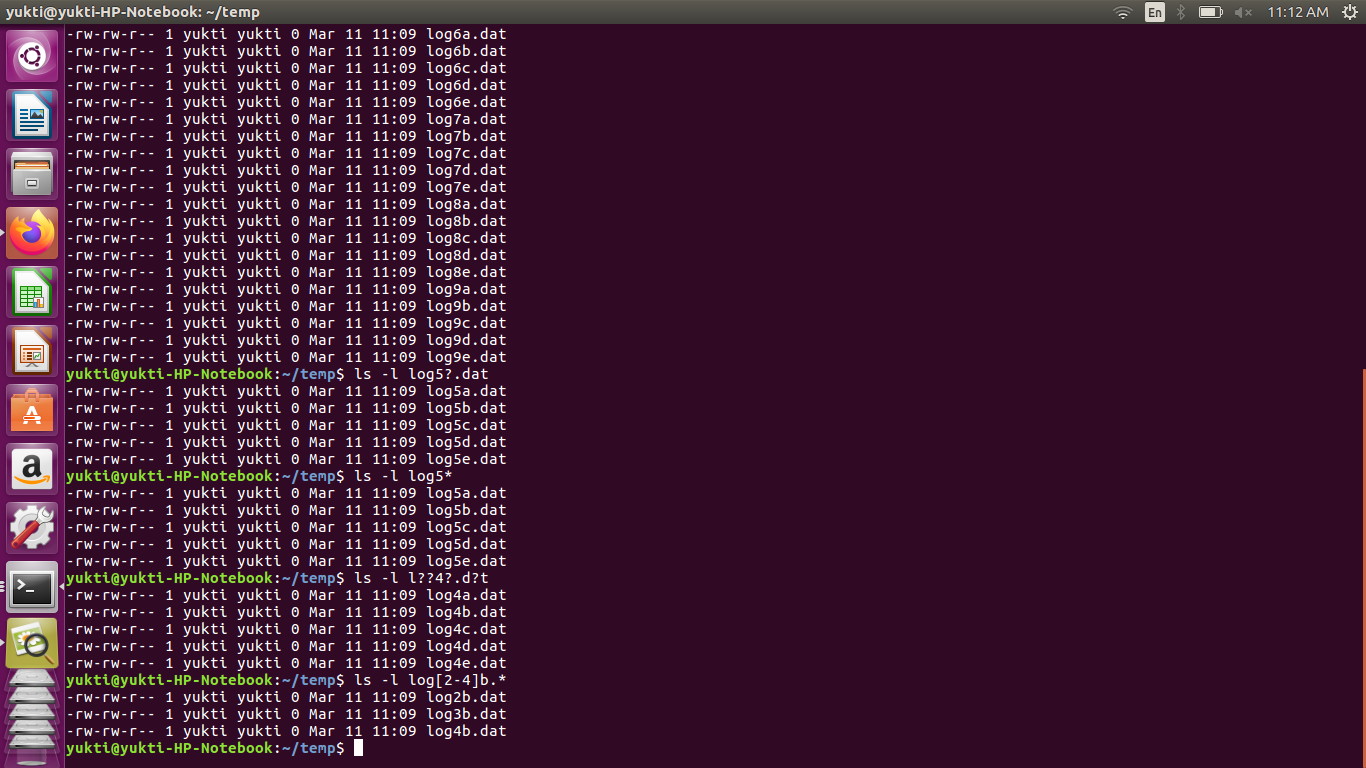 yukti@yukti-HP-Notebook: ~/temp
En
11:12 AM
-rw-rw-r-- 1 yukti yukti 0 Mar 11 11:09 log6a.dat
-rw-rw-r-- 1 yukti yukti 0 Mar 11 11:09 log6b.dat
-rw-rw-r-- 1 yukti yukti 0 Mar 11 11:09 log6c.dat
-rw-rw-r-- 1 yukti yukti 0 Mar 11 11:09 log6d.dat
-rw-rw-r-- 1 yukti yukti 0 Mar 11 11:09 log6e.dat
-rw-rw-r-- 1 yukti yukti 0 Mar 11 11:09 log7a.dat
-rw-rw-r-- 1 yukti yukti 0 Mar 11 11:09 log7b.dat
-rw-rw-r-- 1 yukti yukti 0 Mar 11 11:09 log7c.dat
-rw-rw-r-- 1 yukti yukti 0 Mar 11 11:09 log7d.dat
-rw-rw-r-- 1 yukti yukti 0 Mar 11 11:09 log7e.dat
-rw-rw-r-- 1 yukti yukti 0 Mar 11 11:09 log8a.dat
-rw-rw-r-- 1 yukti yukti 0 Mar 11 11:09 log8b.dat
-rw-rw-r-- 1 yukti yukti 0 Mar 11 11:09 log8c.dat
-rw-rw-r-- 1 yukti yukti 0 Mar 11 11:09 log8d.dat
-rw-rw-r-- 1 yukti yukti 0 Mar 11 11:09 log8e.dat
-rw-rw-r-- 1 yukti yukti 0 Mar 11 11:09 log9a.dat
-rw-rw-r-- 1 yukti yukti 0 Mar 11 11:09 log9b.dat
-rw-rw-r-- 1 yukti yukti 0 Mar 11 11:09 log9c.dat
-rw-rw-r-- 1 yukti yukti 0 Mar 11 11:09 log9d.dat
-rw-rw-r-- 1 yukti yukti 0 Mar 11 11:09 log9e.dat
yukti@yukti-HP-Notebook:~/temp$ ls -l log5?.dat
-rw-rw-r-- 1 yukti yukti 0 Mar 11 11:09 log5a.dat
-rw-rw-r-- 1 yukti yukti 0 Mar 11 11:09 log5b.dat
-rw-rw-r-- 1 yukti yukti 0 Mar 11 11:09 log5c.dat
-rw-rw-r-- 1 yukti yukti 0 Mar 11 11:09 log5d.dat
-rw-rw-r-- 1 yukti yukti 0 Mar 11 11:09 log5e.dat
yukti@yukti-HP-Notebook:~/temp$ ls -l log5*
-rw-rw-r-- 1 yukti yukti 0 Mar 11 11:09 log5a.dat
-rw-rw-r-- 1 yukti yukti 0 Mar 11 11:09 log5b.dat
-rw-rw-r-- 1 yukti yukti 0 Mar 11 11:09 log5c.dat
-rw-rw-r-- 1 yukti yukti 0 Mar 11 11:09 log5d.dat
-rw-rw-r-- 1 yukti yukti 0 Mar 11 11:09 log5e.dat
yukti@yukti-HP-Notebook:~/temp$ ls -l l??4?.d?t
-rw-rw-r-- 1 yukti yukti 0 Mar 11 11:09 log4a.dat
-rw-rw-r-- 1 yukti yukti 0 Mar 11 11:09 log4b.dat
-rw-rw-r-- 1 yukti yukti 0 Mar 11 11:09 log4c.dat
-rw-rw-r-- 1 yukti yukti 0 Mar 11 11:09 log4d.dat
-rw-rw-r-- 1 yukti yukti 0 Mar 11 11:09 log4e.dat
yukti@yukti-HP-Notebook:~/temp$ ls -l log[2-4]b.*
-rw-rw-r-- 1 yukti yukti 0 Mar 11 11:09 log2b.dat
-rw-rw-r-- 1 yukti yukti 0 Mar 11 11:09 log3b.dat
-rw-rw-r-- 1 yukti yukti 0 Mar 11 11:09 log4b.dat
yukti@yukti-HP-Notebook:~/temp$